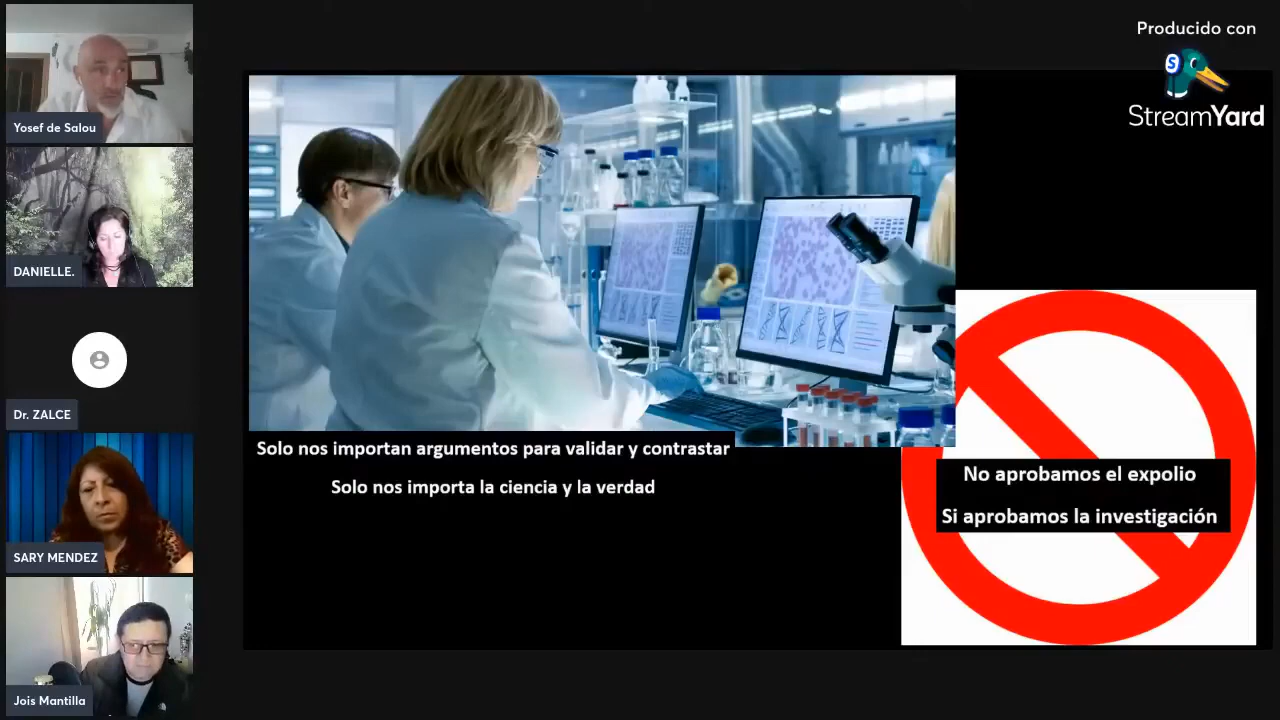 Producido con
StreamYard
Yosef de Salou
DANIELLE.
Dr. ZALCE
SARY MENDEZ
Jois Mantilla
Solo nos importan argumentos para validar y contrastar
Solo nos importa la ciencia y la verdad
No aprobamos el expolio
Si aprobamos la investigación